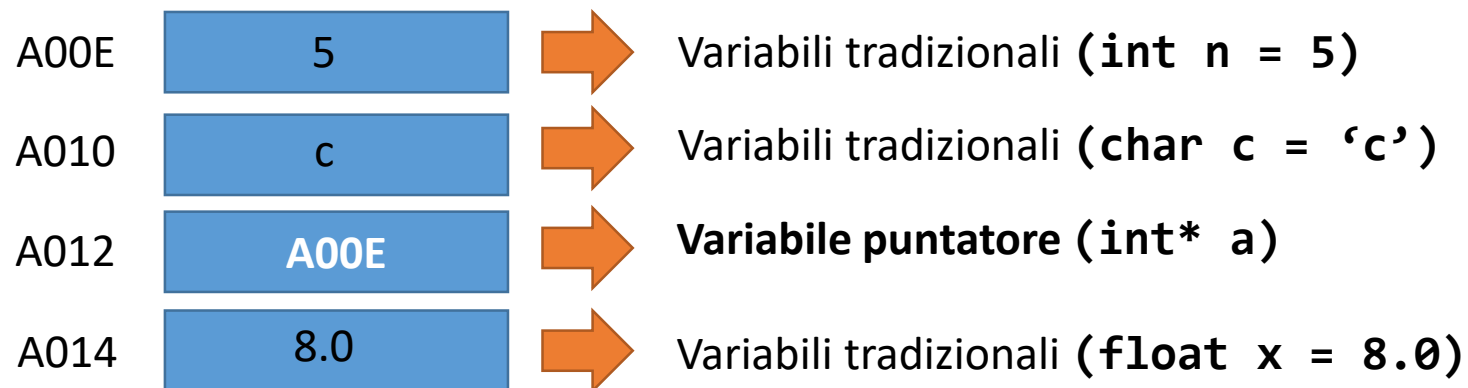 A00E 5 Variabili tradizionali (int n = 5)
A010 c Variabili tradizionali (char c = ‘c’)
A012 A00E Variabile puntatore (int* a)
A014 8.0 Variabili tradizionali (float x = 8.0)